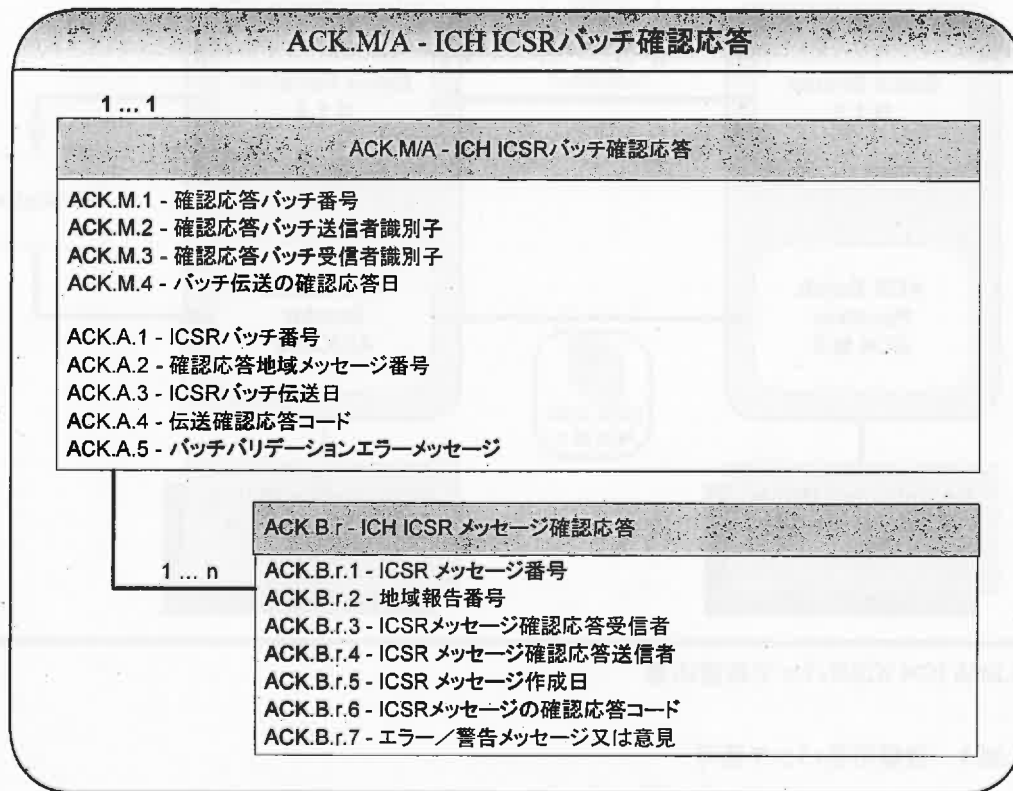 ACK.M/A - ICH ICSRバッチ確認応答
1 ... 1
ACK.M/A - ICH ICSRバッチ確認応答
ACK.M.1 - 確認応答バッチ番号
ACK.M.2 - 確認応答バッチ送信者識別子
ACK.M.3 - 確認応答バッチ受信者識別子
ACK.M.4 - バッチ伝送の確認応答日
ACK.A.1 - ICSRバッチ番号
ACK.A.2 - 確認応答地域メッセージ番号
ACK.A.3 - ICSRバッチ伝送日
ACK.A.4 - 伝送確認応答コード
ACK.A.5 - バッチバリデーションエラーメッセージ
ACK.B.r - ICH ICSR メッセージ確認応答
1 ... n
ACK.B.r.1 - ICSR メッセージ番号
ACK.B.r.2 - 地域報告番号
ACK.B.r.3 - ICSRメッセージ確認応答受信者
ACK.B.r.4 - ICSR メッセージ確認応答送信者
ACK.B.r.5 - ICSR メッセージ作成日
ACK.B.r.6 - ICSRメッセージの確認応答コード
ACK.B.r.7 - エラー／警告メッセージ又は意見